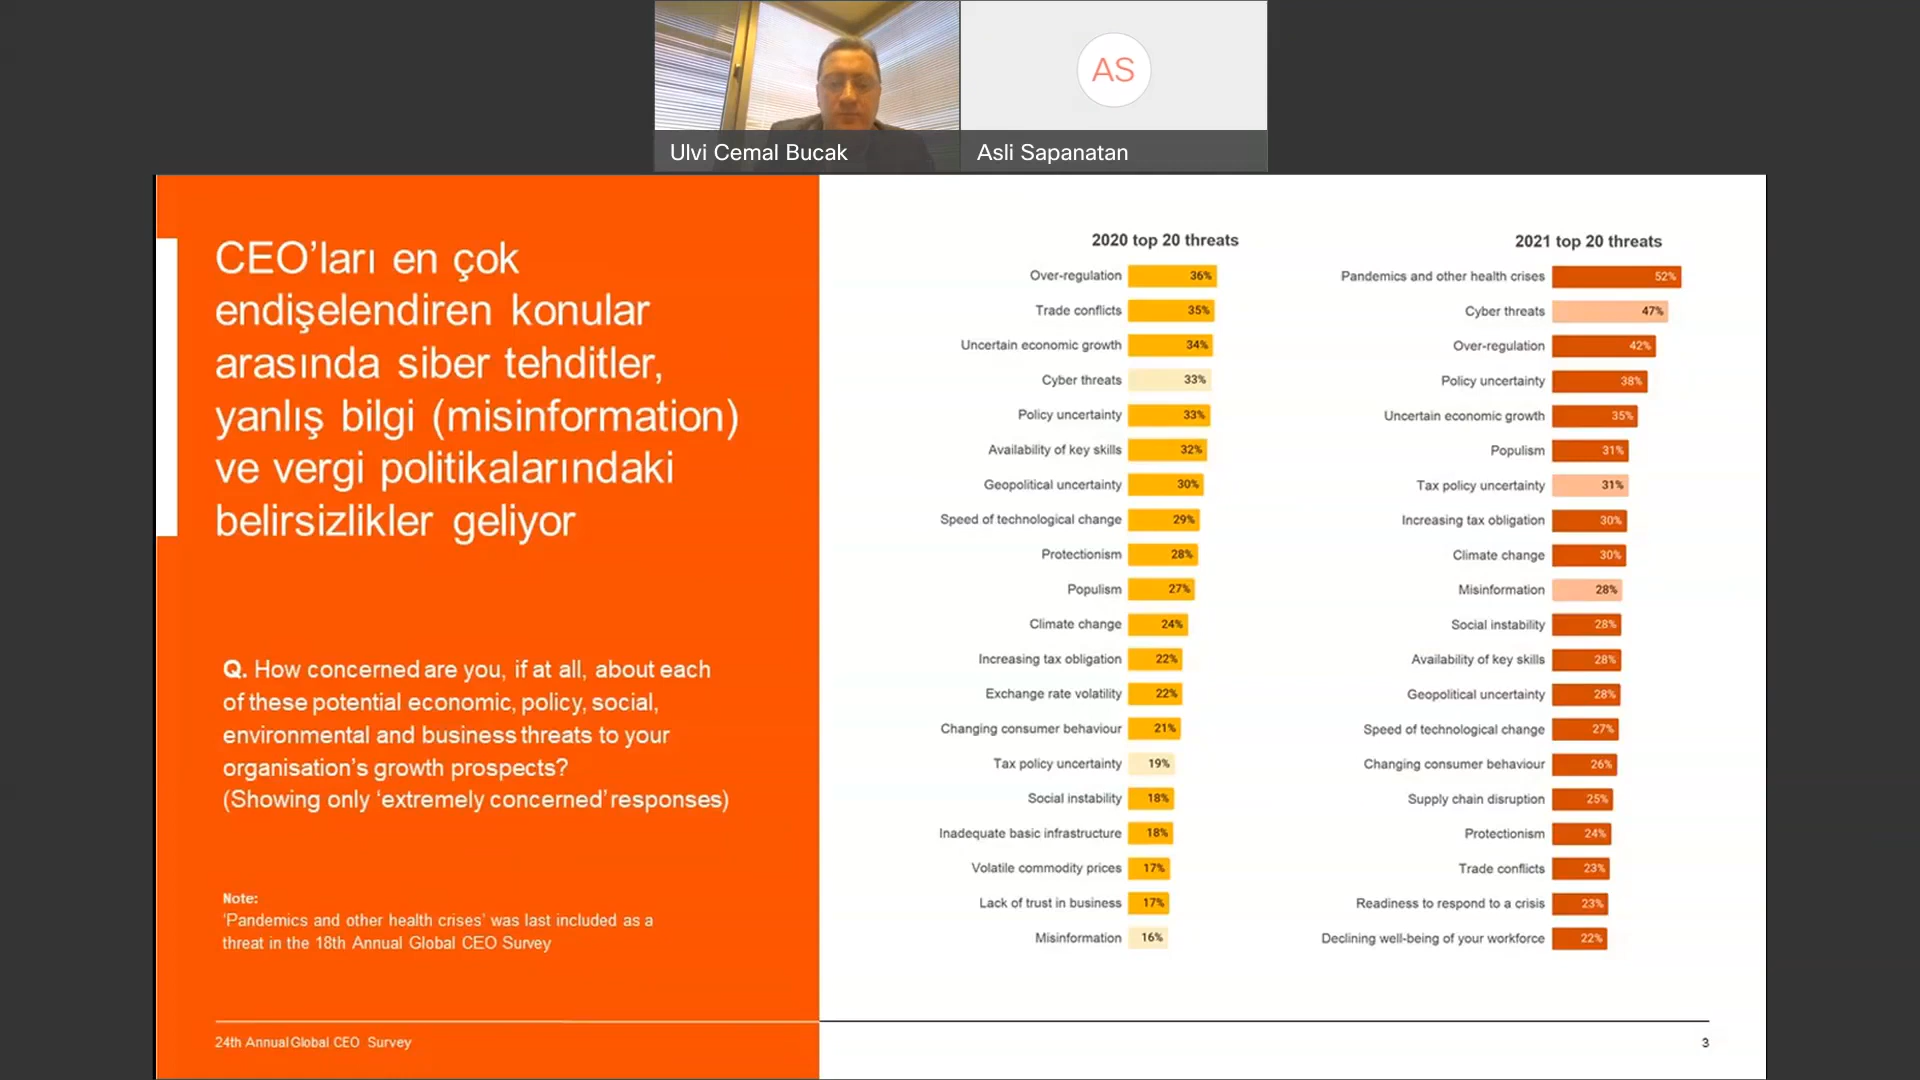 Ulvi Cemal Bucak
AS
Asli Sapanatan
CEO’ları en çok
endişelendiren konular
arasında siber tehditler,
yanlış bilgi (misinformation)
ve vergi politikalarındaki
belirsizlikler geliyor
Q. How concerned are you, if at all, about each
of these potential economic, policy, social,
environmental and business threats to your
organisation’s growth prospects?
(Showing only ‘extremely concerned’ responses)
Note:
'Pandemics and other health crises' was last included as a
threat in the 18th Annual Global CEO Survey
24th Annual Global CEO Survey
2020 top 20 threats
Over-regulation 36%
Trade conflicts 35%
Uncertain economic growth 34%
Cyber threats 33%
Policy uncertainty 33%
Availability of key skills 32%
Geopolitical uncertainty 30%
Speed of technological change 29%
Protectionism 28%
Populism 27%
Climate change 24%
Increasing tax obligation 22%
Exchange rate volatility 22%
Changing consumer behaviour 21%
Tax policy uncertainty 19%
Social instability 18%
Inadequate basic infrastructure 18%
Volatile commodity prices 17%
Lack of trust in business 17%
Misinformation 16%
2021 top 20 threats
Pandemics and other health crises 52%
Cyber threats 47%
Over-regulation 42%
Policy uncertainty 38%
Uncertain economic growth 35%
Populism 31%
Tax policy uncertainty 31%
Increasing tax obligation 30%
Climate change 30%
Misinformation 28%
Social instability 28%
Availability of key skills 28%
Geopolitical uncertainty 28%
Speed of technological change 27%
Changing consumer behaviour 26%
Supply chain disruption 25%
Protectionism 24%
Trade conflicts 23%
Readiness to respond to a crisis 23%
Declining well-being of your workforce 22%
3